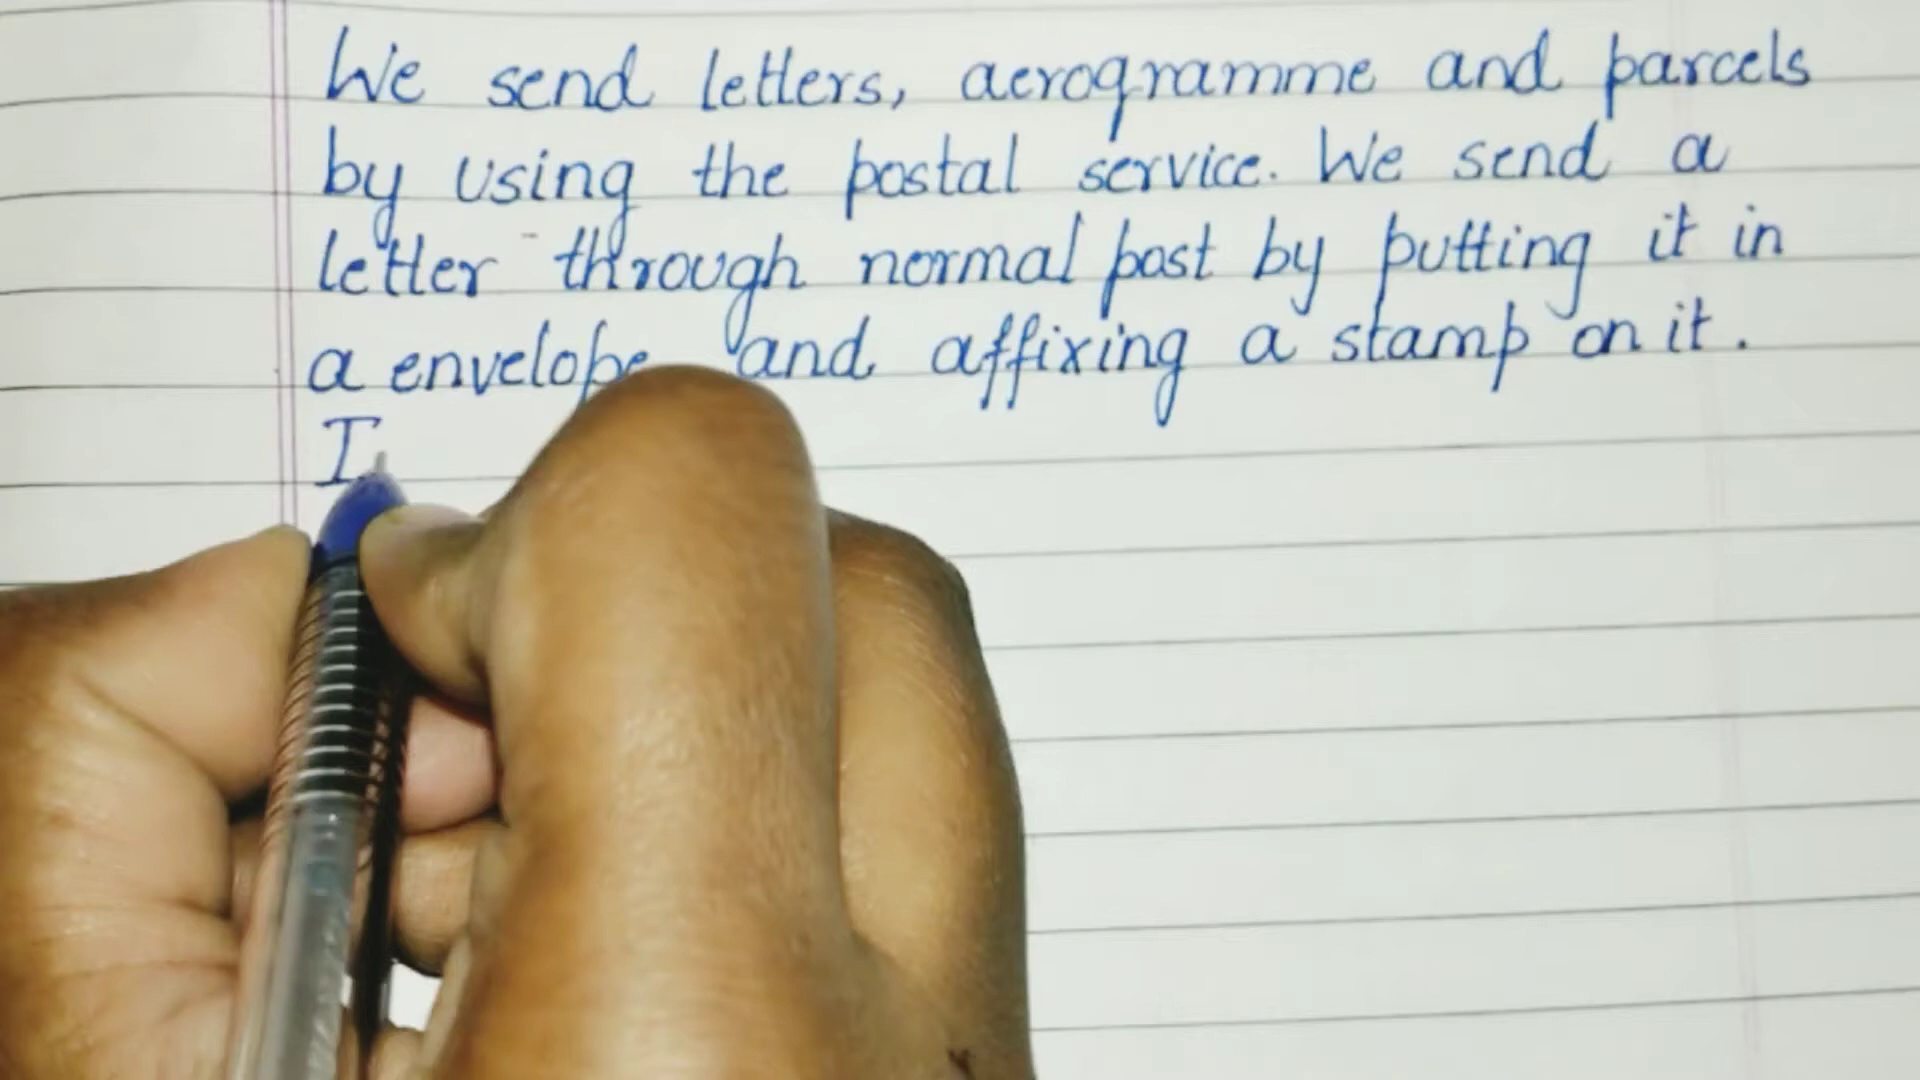 We send letters, aerogramme and parcels
by using the postal service. We send a
letter through normal post by putting it in
a envelope and affixing a stamp on it.
I